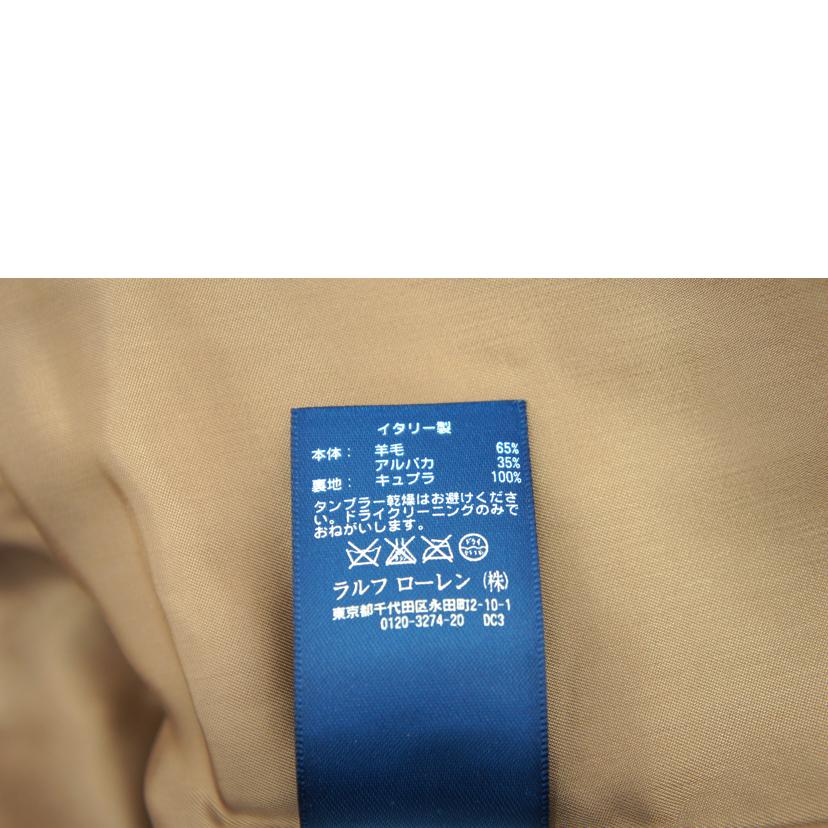 イタリー製
本体: 羊毛 65%
アルパカ 35%
裏地: キュプラ 100%
タンブラー乾燥はお避けくださ
い。ドライクリーニングのみで
おねがいします。
ドライ
ラルフ ローレン (株)
東京都千代田区永田町2-10-1
0120-3274-20 DC3